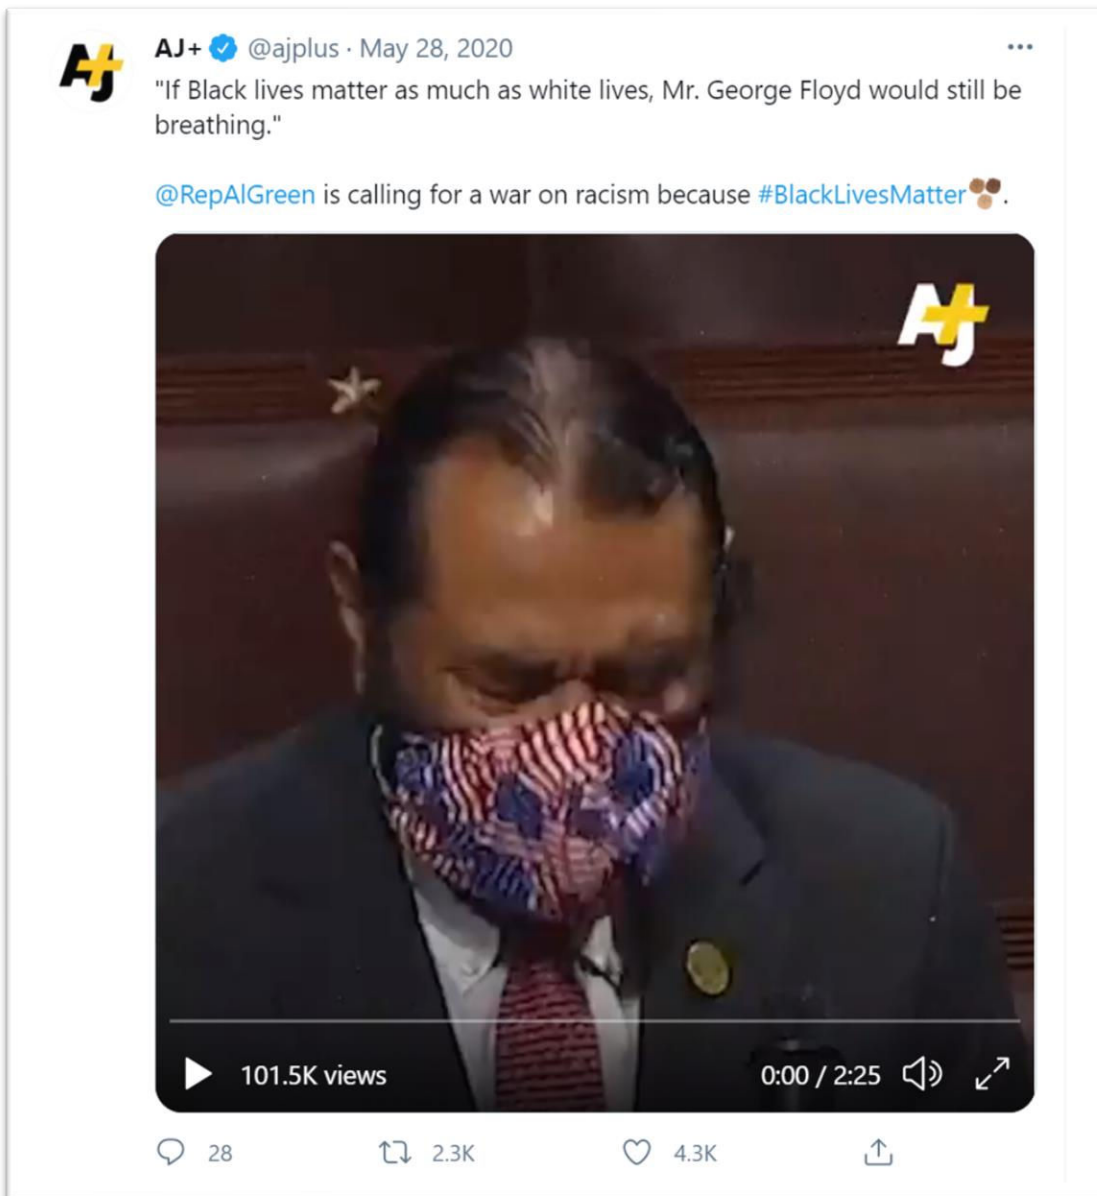 AJ+ @ajplus · May 28, 2020
"If Black lives matter as much as white lives, Mr. George Floyd would still be
breathing."
@RepAlGreen is calling for a war on racism because #BlackLivesMatter.
AJ+
101.5K views
0:00 / 2:25
28
2.3K
4.3K